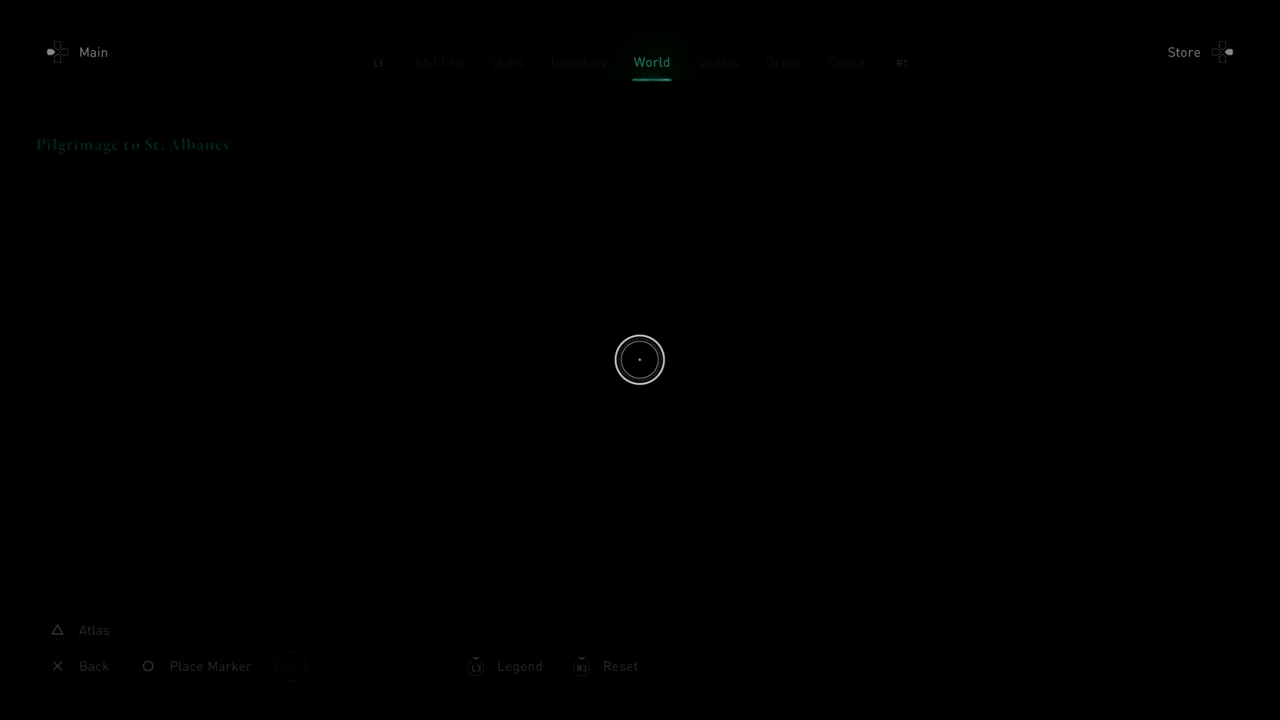 Main
L1 Abilities Skills Inventory World Quests Order Codex R1
Store
Pilgrimage to St. Albanes
Atlas
Back Place Marker L3 Legend R3 Reset